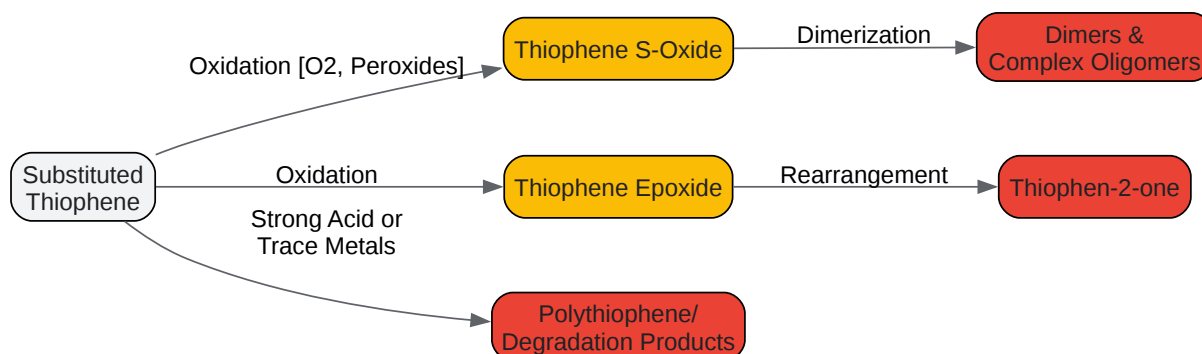 Oxidation [O2, Peroxides]
Thiophene S-Oxide
Dimerization
Dimers &
Complex Oligomers
Substituted
Thiophene
Oxidation
Thiophene Epoxide
Rearrangement
Thiophen-2-one
Strong Acid or
Trace Metals
Polythiophene/
Degradation Products